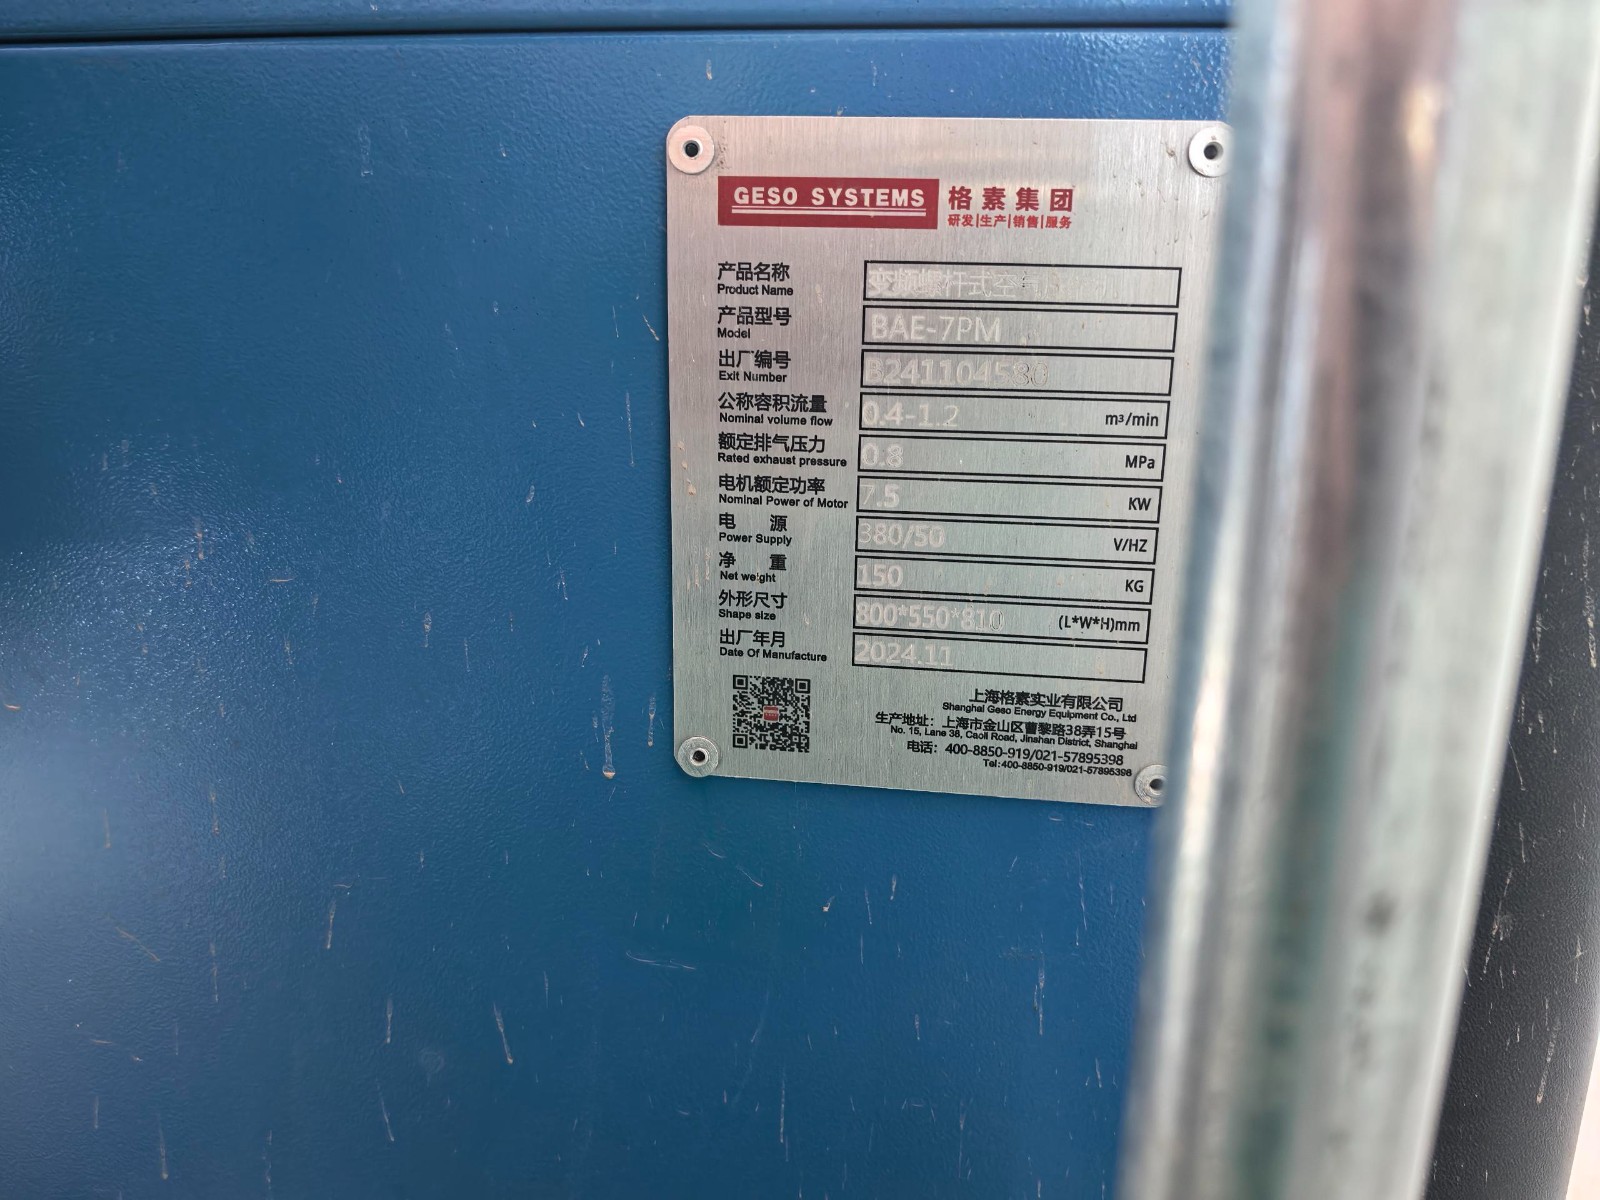 GESO SYSTEMS 格素集团
研发|生产|销售|服务
产品名称 变频螺杆式空
Product Name
产品型号 BAE-7PM
Model
出厂编号
Exit Number
公称容积流量 0.4-1.2 m³/min
Nominal volume flow
额定排气压力 0.8 MPa
Rated exhaust pressure
电机额定功率 7.5 KW
Nominal Power of Motor
电 源 380/50 V/HZ
Power Supply
净 重 150 KG
Net weight
外形尺寸 800*550*810 (L*W*H)mm
Shape size
出厂年月 2024.11
Date Of Manufacture
上海格素实业有限公司
Shanghai Geso Energy Equipment Co., Ltd
生产地址：上海市金山区曹黎路38弄15号
No. 15, Lane 38, Caoli Road, Jinshan District, Shanghai
电话：400-8850-919/021-57895398
Tel:400-8850-919/021-57895398